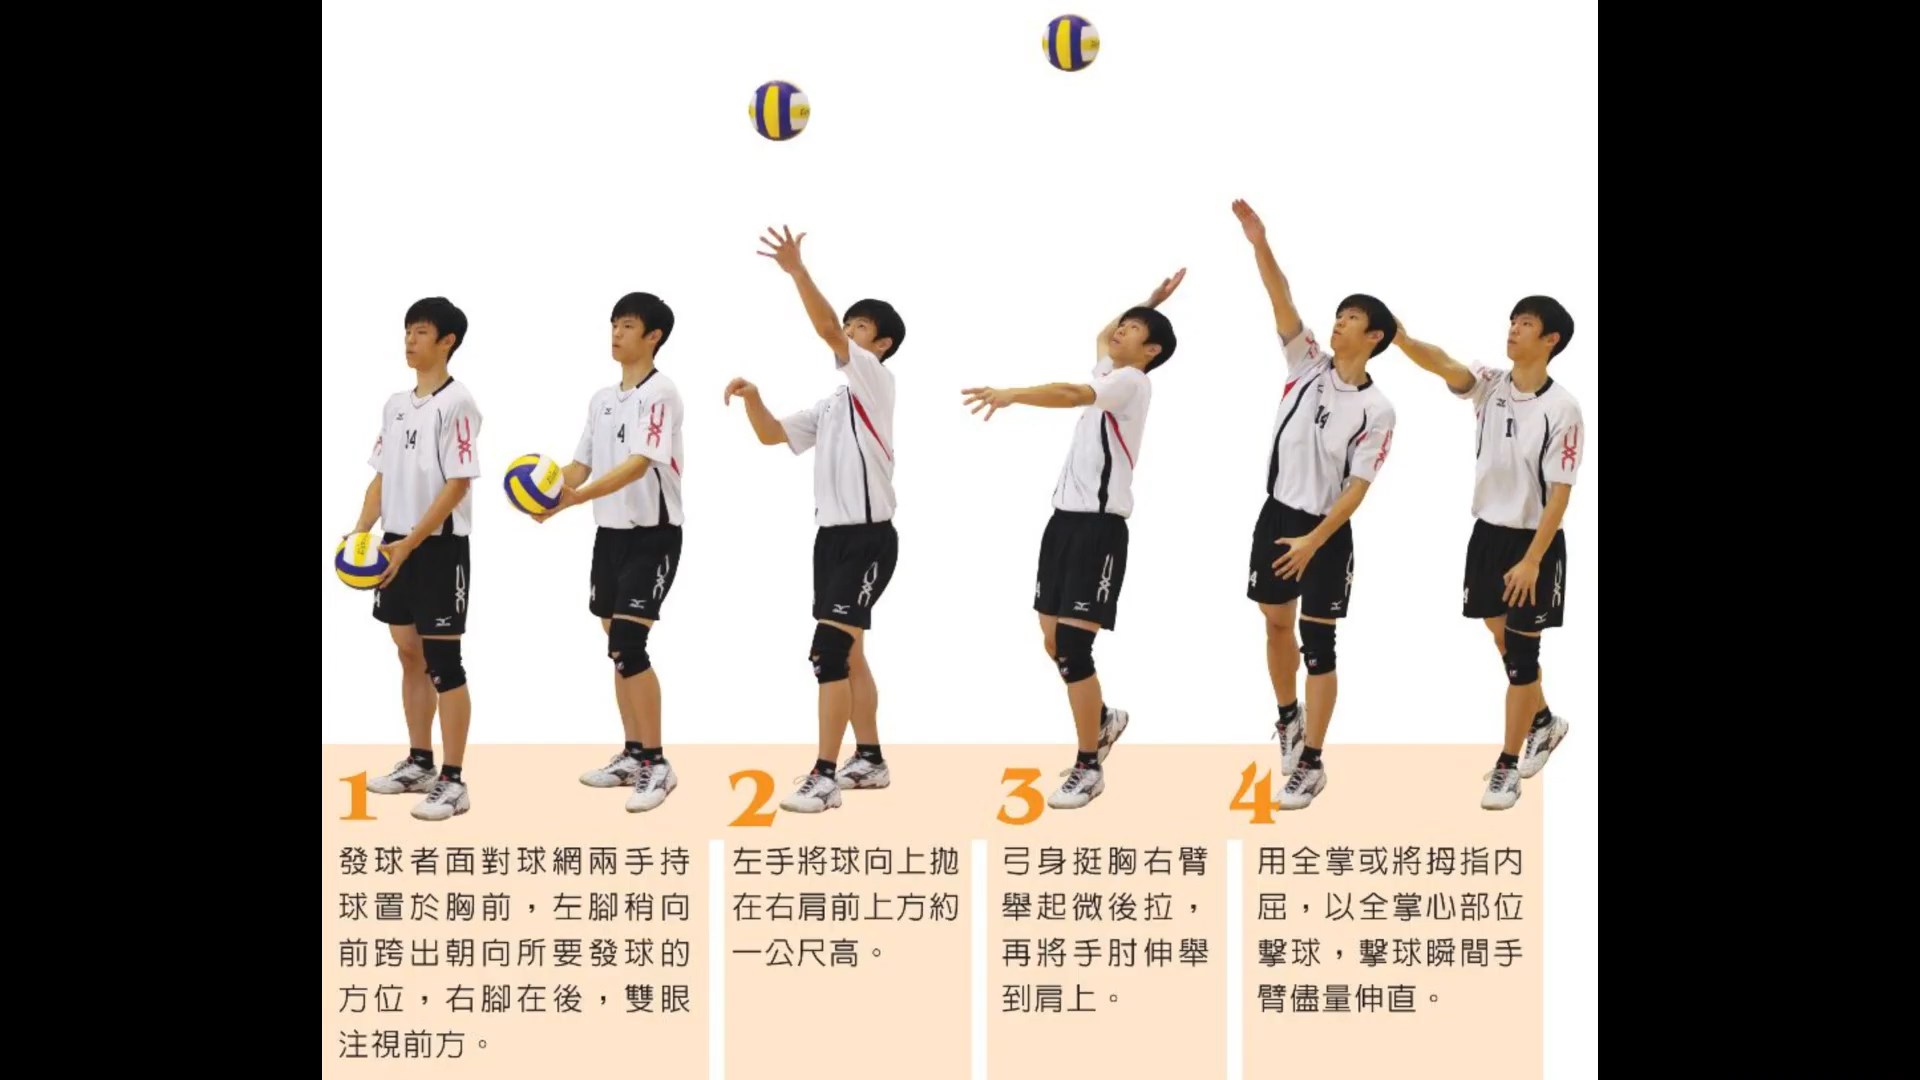 1
發球者面對球網兩手持
球置於胸前，左腳稍向
前跨出朝向所要發球的
方位，右腳在後，雙眼
注視前方。
2
左手將球向上拋
在右肩前上方約
一公尺高。
3
弓身挺胸右臂
舉起微後拉，
再將手肘伸舉
到肩上。
4
用全掌或將拇指内
屈，以全掌心部位
擊球，擊球瞬間手
臂儘量伸直。
14
4
14